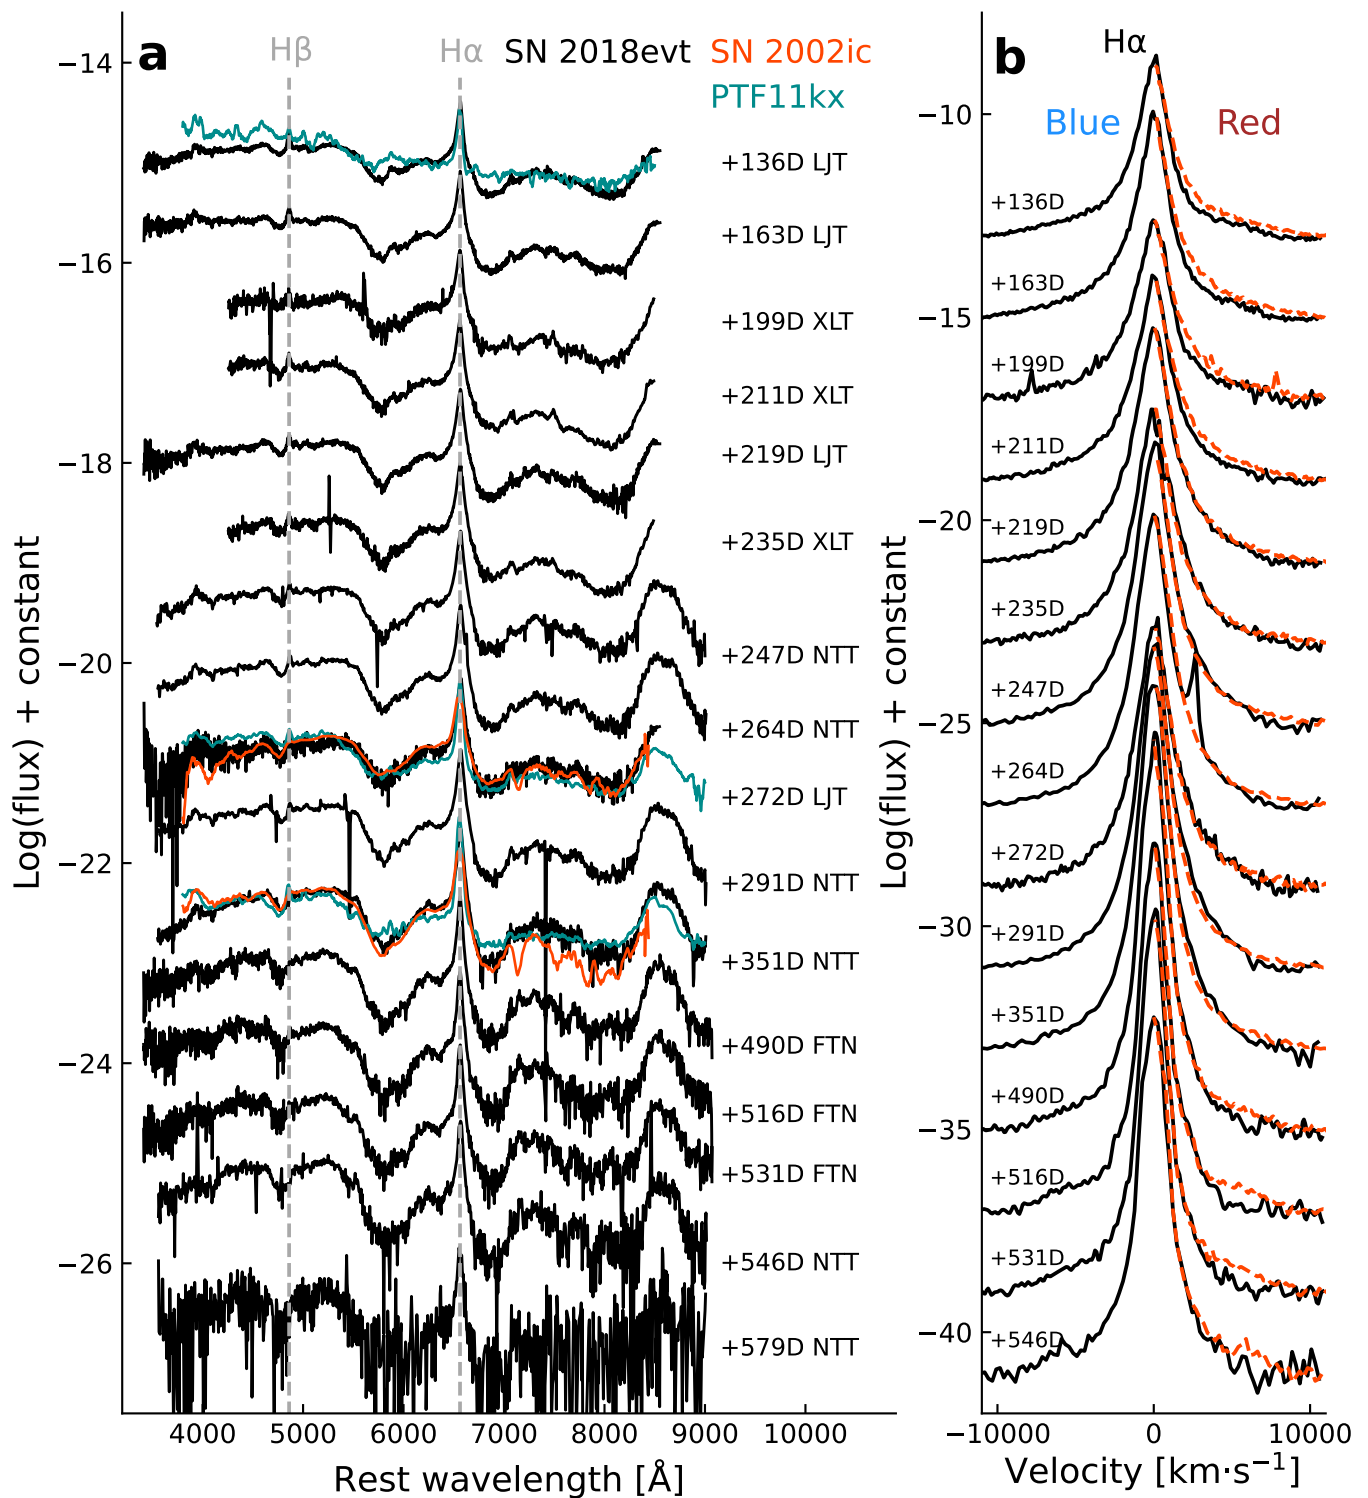 a
Hβ
Hα
SN 2018evt
SN 2002ic
PTF11kx
+136D LJT
+163D LJT
+199D XLT
+211D XLT
+219D LJT
+235D XLT
+247D NTT
+264D NTT
+272D LJT
+291D NTT
+351D NTT
+490D FTN
+516D FTN
+531D FTN
+546D NTT
+579D NTT
−14
−16
−18
−20
−22
−24
−26
Log(flux) + constant
4000 5000 6000 7000 8000 9000 10000
Rest wavelength [Å]
b
Hα
Blue
Red
+136D
+163D
+199D
+211D
+219D
+235D
+247D
+264D
+272D
+291D
+351D
+490D
+516D
+531D
+546D
−10
−15
−20
−25
−30
−35
−40
Log(flux) + constant
−10000 0 10000
Velocity [km·s⁻¹]